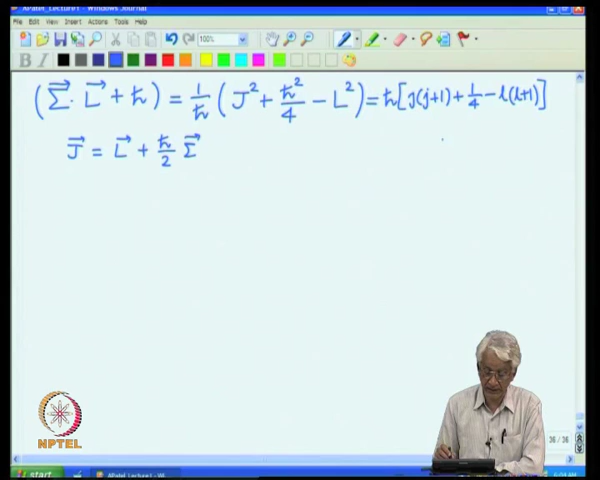 APatel_Lecture1 - Windows Journal
File Edit View Insert Actions Tools Help
100%
B I
(Σ⃗ · L⃗ + ħ) = 1/ħ (J² + ħ²/4 − L²) = ħ[j(j+1) + 1/4 − l(l+1)]
J⃗ = L⃗ + ħ/2 Σ⃗
NPTEL
36 / 36
start
APatel_Lecture1 - Wi...